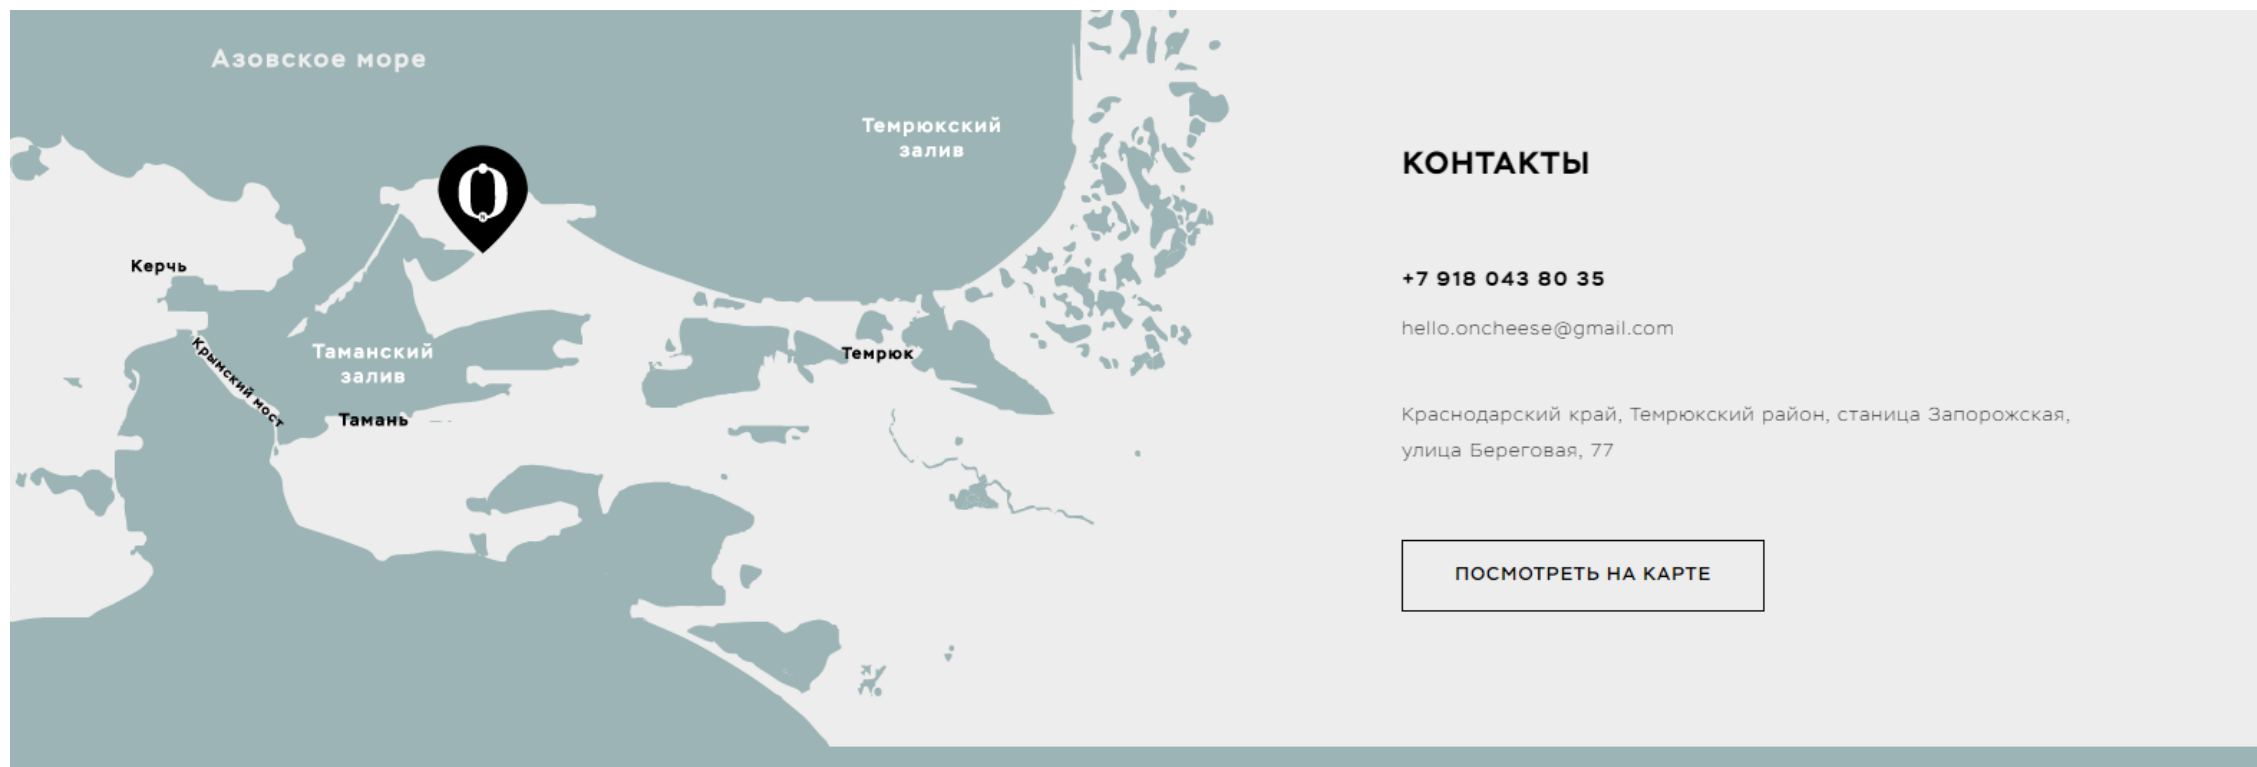 Азовское море
Темрюкский
залив
Керчь
Крымский мост
Таманский
залив
Тамань
Темрюк
КОНТАКТЫ
+7 918 043 80 35
hello.oncheese@gmail.com
Краснодарский край, Темрюкский район, станица Запорожская,
улица Береговая, 77
ПОСМОТРЕТЬ НА КАРТЕ